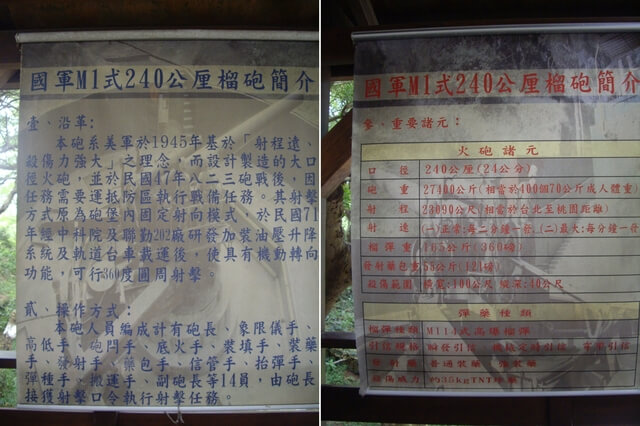 國軍M1式240公厘榴砲簡介
壹、沿革:
本砲系美軍於1945年基於「射程遠、
殺傷力強大」之理念，而設計製造的大口
徑火砲，並於民國47年八二三砲戰後，因
任務需要運抵防區執行戰備任務。其射擊
方式原為砲堡內固定射向模式，於民國71
年經中科院及聯勤202廠研發加裝油壓升降
系統及軌道台車載運後，使具有機動轉向
功能，可行360度圓周射擊。
貳、操作方式:
本砲人員編成計有砲長、象限儀手、
高低手、砲閂手、底火手、裝填手、裝藥
手、發射手、藥包手、信管手、抬彈手、
彈種手、搬運手、副砲長等14員，由砲長
接獲射擊口令執行射擊任務。
國軍M1式240公厘榴砲簡介
參、重要諸元：
火砲諸元
口徑 240公厘(24公分)
砲重 27400公斤(相當於400個70公斤成人體重)
射程 23090公尺(相當於台北至桃園距離)
射速 (一)正常:每二分鐘一發 (二)最大:每分鐘一發
榴彈重 165公斤(360磅)
發射藥包重 55公斤(121磅)
殺傷範圍 橫寬:100公尺 縱深:40公尺
彈藥種類
榴彈種類 M114式高爆榴彈
引信規格 瞬發引信
發射藥 普通裝藥 強裝藥
殺傷威力 約35kgTNT炸藥